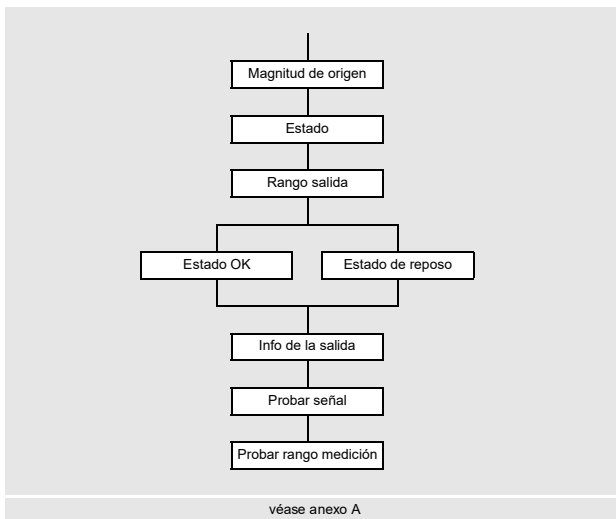 Magnitud de origen
Estado
Rango salida
Estado OK
Estado de reposo
Info de la salida
Probar señal
Probar rango medición
véase anexo A